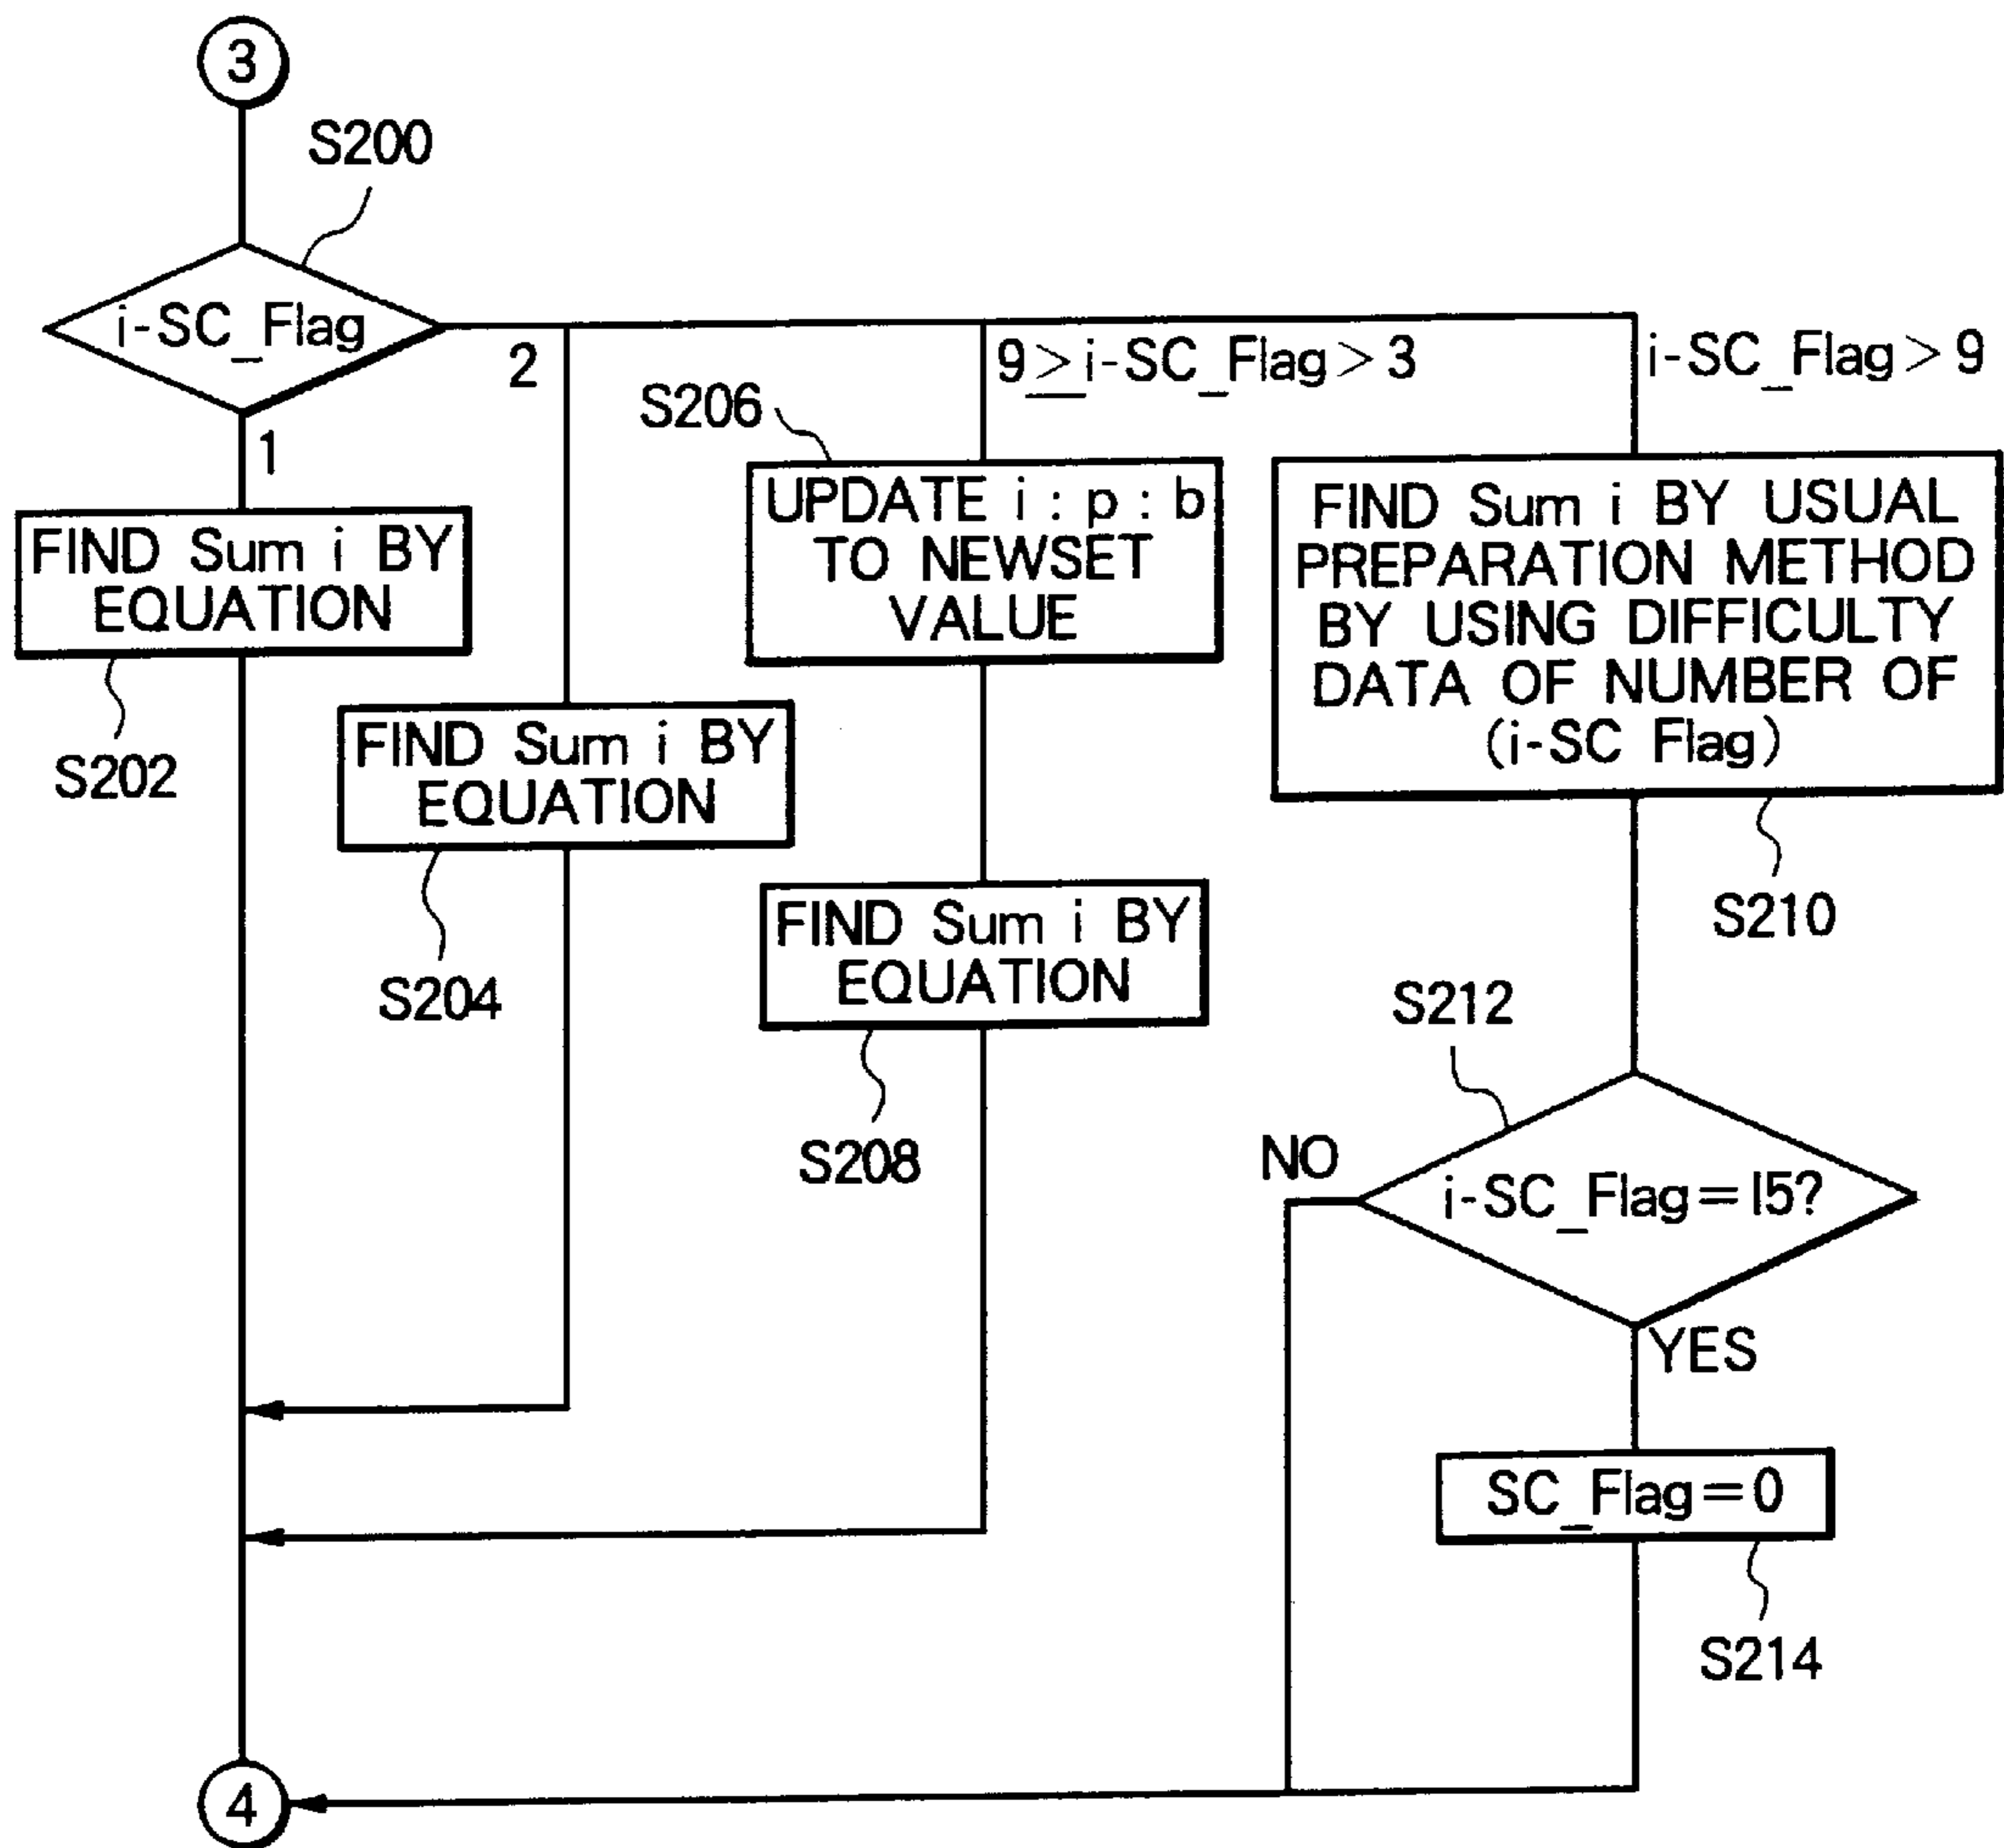 3
S200
i-SC_Flag
1
2
9≧i-SC_Flag>3
i-SC_Flag>9
FIND Sum i BY
EQUATION
S202
FIND Sum i BY
EQUATION
S204
S206
UPDATE i : p : b
TO NEWSET
VALUE
FIND Sum i BY
EQUATION
S208
FIND Sum i BY USUAL
PREPARATION METHOD
BY USING DIFFICULTY
DATA OF NUMBER OF
(i-SC Flag)
S210
S212
i-SC_Flag=15?
NO
YES
SC_Flag=0
S214
4